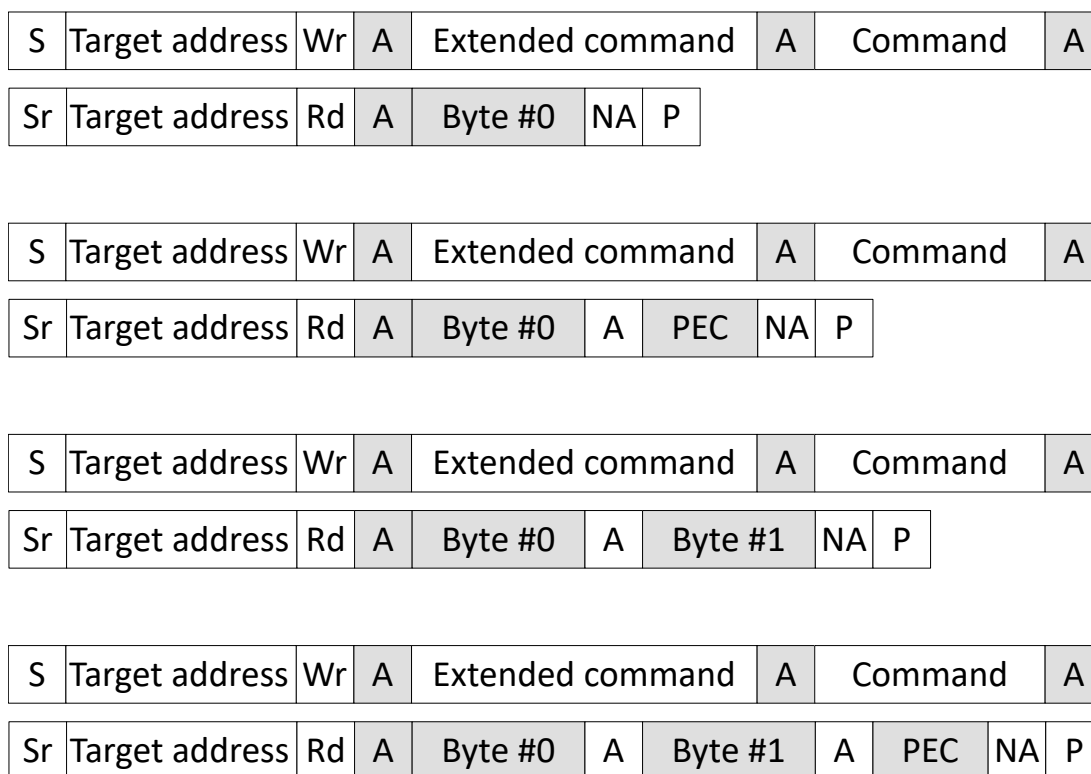 S Target address Wr A Extended command A Command A
Sr Target address Rd A Byte #0 NA P
S Target address Wr A Extended command A Command A
Sr Target address Rd A Byte #0 A PEC NA P
S Target address Wr A Extended command A Command A
Sr Target address Rd A Byte #0 A Byte #1 NA P
S Target address Wr A Extended command A Command A
Sr Target address Rd A Byte #0 A Byte #1 A PEC NA P